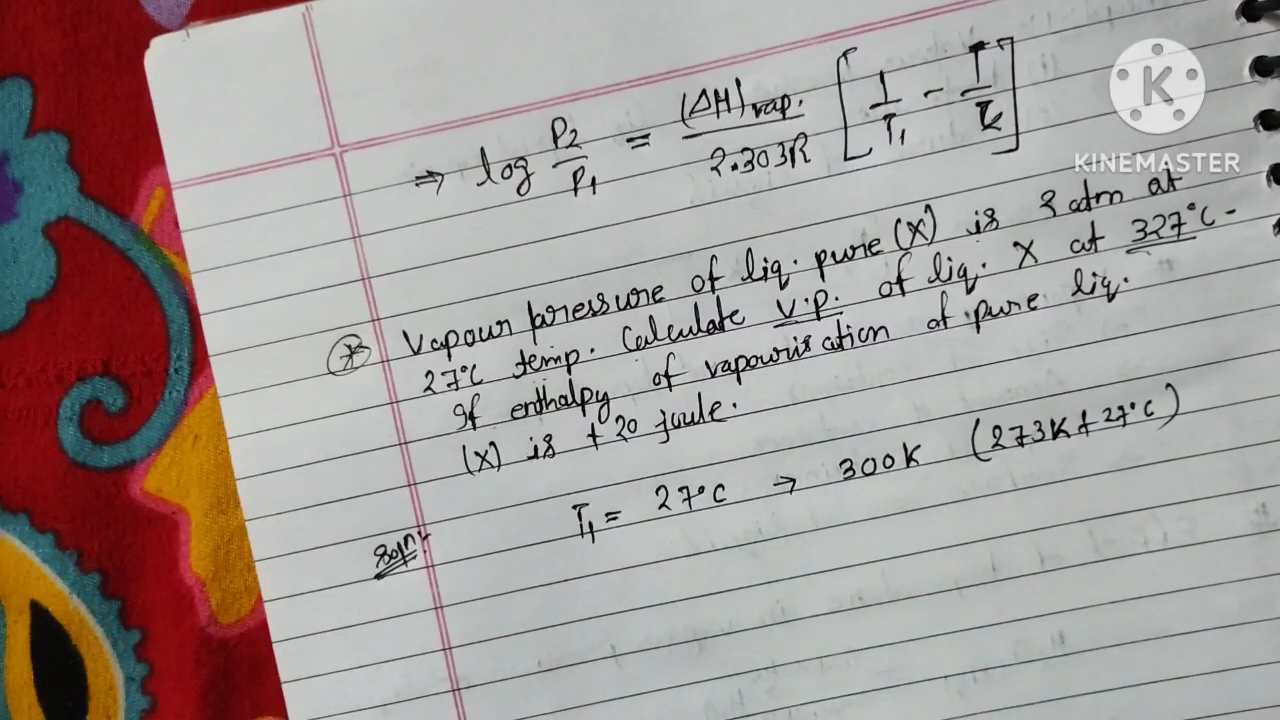 K
KINEMASTER
⇒ log P2/P1 = (ΔH)vap. / 2.303R [1/T1 - 1/T2]
* Vapour pressure of liq. pure (X) is 2 atm at
27°C temp. Calculate V.P. of liq. X at 327°C -
If enthalpy of vapourisation of pure liq.
(X) is +20 joule.
Soln:- T1 = 27°C → 300K (273K+27°C)